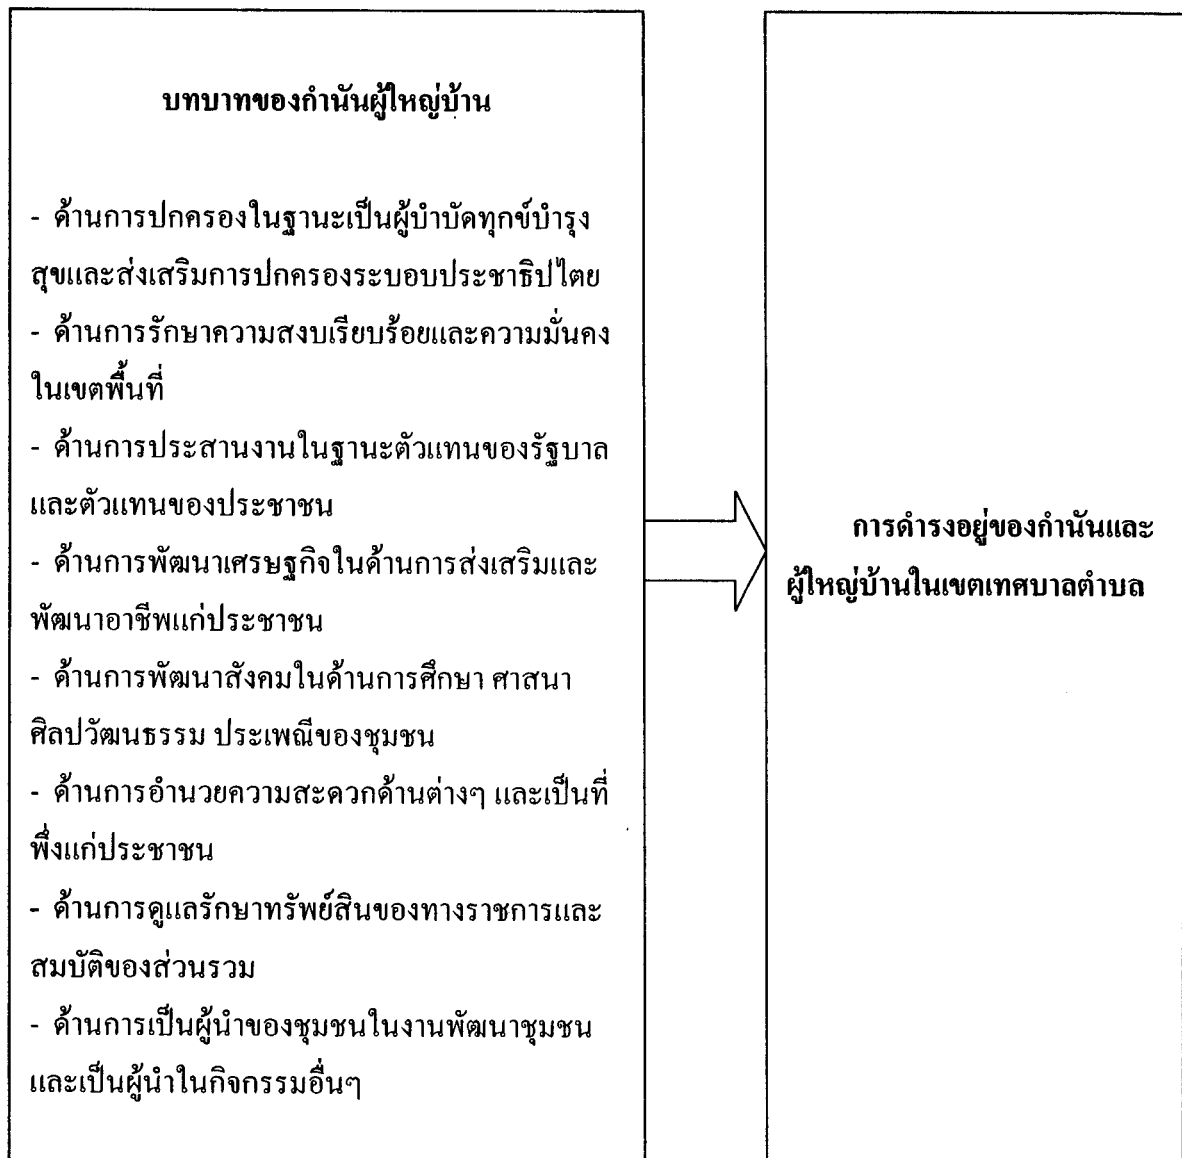 บทบาทของกำนันผู้ใหญ่บ้าน
- ด้านการปกครองในฐานะเป็นผู้บำบัดทุกข์บำรุง
สุขและส่งเสริมการปกครองระบอบประชาธิปไตย
- ด้านการรักษาความสงบเรียบร้อยและความมั่นคง
ในเขตพื้นที่
- ด้านการประสานงานในฐานะตัวแทนของรัฐบาล
และตัวแทนของประชาชน
- ด้านการพัฒนาเศรษฐกิจในด้านการส่งเสริมและ
พัฒนาอาชีพแก่ประชาชน
- ด้านการพัฒนาสังคมในด้านการศึกษา ศาสนา
ศิลปวัฒนธรรม ประเพณีของชุมชน
- ด้านการอำนวยความสะดวกด้านต่างๆ และเป็นที่
พึ่งแก่ประชาชน
- ด้านการดูแลรักษาทรัพย์สินของทางราชการและ
สมบัติของส่วนรวม
- ด้านการเป็นผู้นำของชุมชนในงานพัฒนาชุมชน
และเป็นผู้นำในกิจกรรมอื่นๆ
การดำรงอยู่ของกำนันและ
ผู้ใหญ่บ้านในเขตเทศบาลตำบล